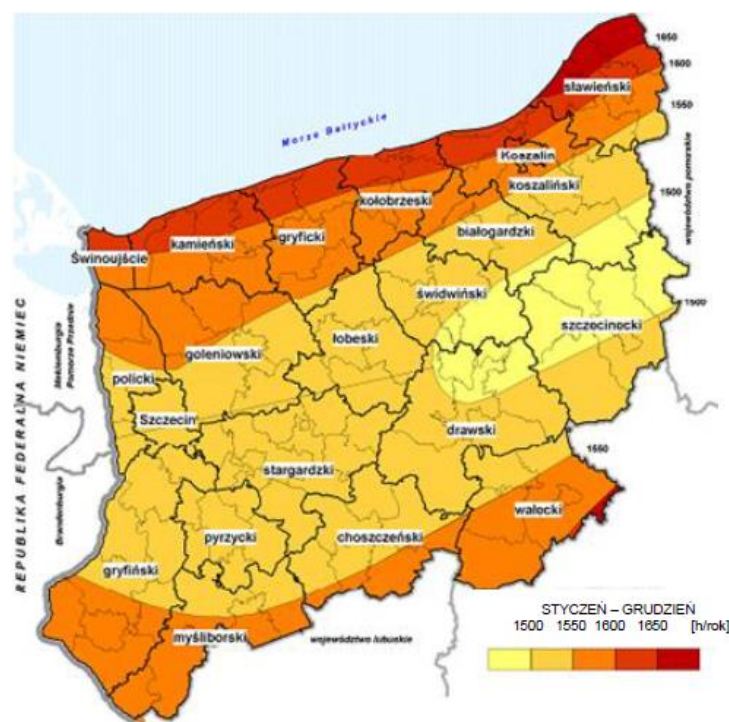 1650
1600
sławieński
1550
Morze Bałtyckie
Koszalin
województwo pomorskie
koszaliński
1500
kołobrzeski
gryficki
białogardzki
kamieński
Świnoujście
świdwiński
szczecinecki
1500
REPUBLIKA FEDERALNA NIEMIEC
Meklemburgia
Pomorze Przednie
goleniowski
łobeski
policki
Szczecin
drawski
stargardzki
Brandenburgia
wałecki
pyrzycki
choszczeński
gryfiński
myśliborski
województwo lubuskie
STYCZEŃ – GRUDZIEŃ
1500 1550 1600 1650 [h/rok]